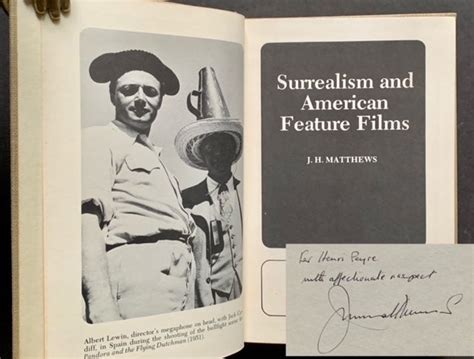 Albert Lewin, director's megaphone on head, with Jack Car-
diff, in Spain during the shooting of the bullfight scene
Pandora and the Flying Dutchman (1951).
Surrealism and
American
Feature Films
J. H. MATTHEWS
For Henri Peyre
with affectionate respect